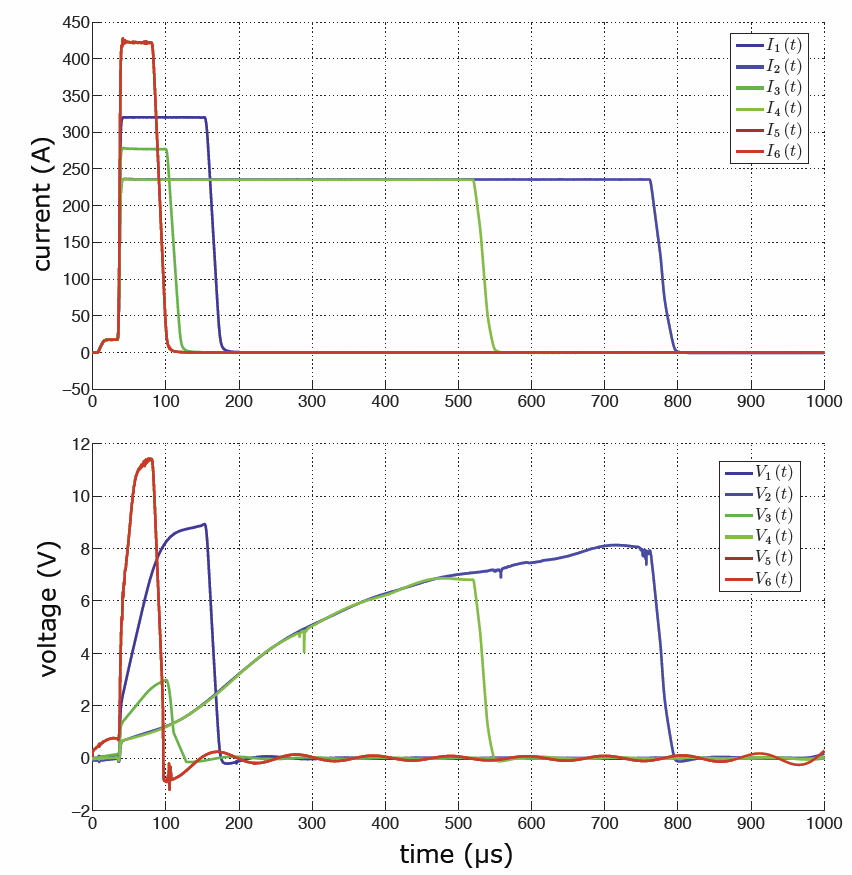 450
400
350
300
250
200
150
100
50
0
−50
current (A)
I1 (t)
I2 (t)
I3 (t)
I4 (t)
I5 (t)
I6 (t)
0 100 200 300 400 500 600 700 800 900 1000
12
10
8
6
4
2
0
−2
voltage (V)
V1 (t)
V2 (t)
V3 (t)
V4 (t)
V5 (t)
V6 (t)
0 100 200 300 400 500 600 700 800 900 1000
time (μs)